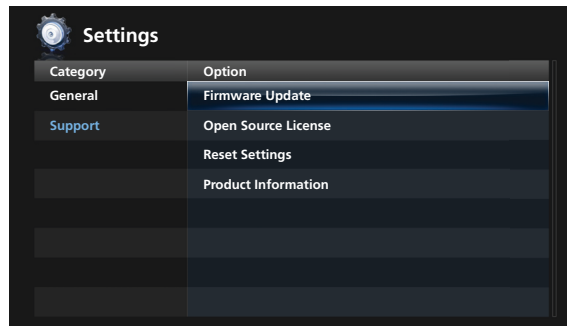 Settings
Category Option
General Firmware Update
Support Open Source License
Reset Settings
Product Information